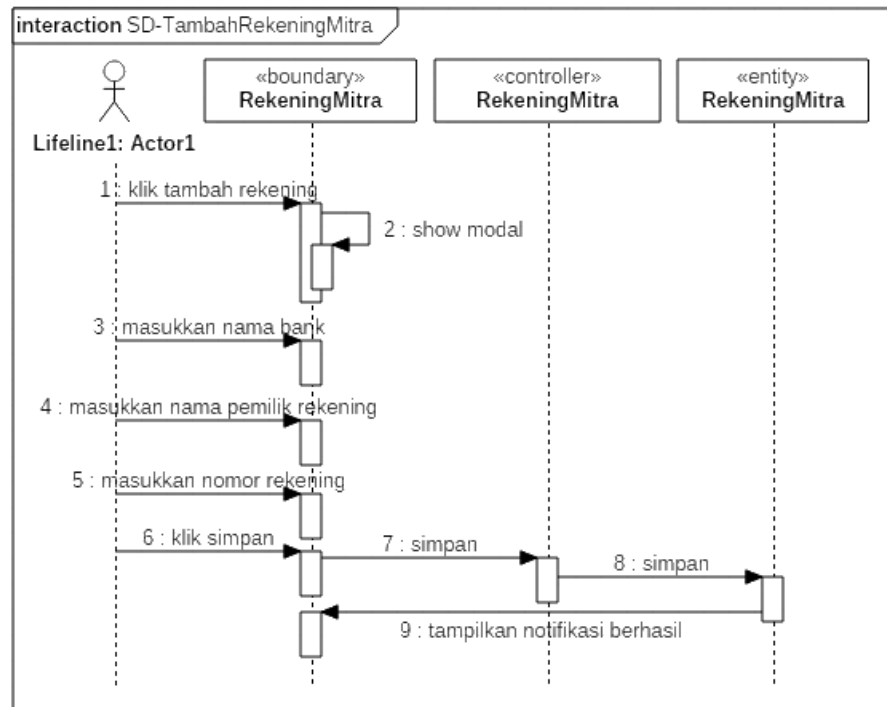 interaction SD-TambahRekeningMitra
«boundary»
RekeningMitra
«controller»
RekeningMitra
«entity»
RekeningMitra
Lifeline1: Actor1
1 : klik tambah rekening
2 : show modal
3 : masukkan nama bank
4 : masukkan nama pemilik rekening
5 : masukkan nomor rekening
6 : klik simpan
7 : simpan
8 : simpan
9 : tampilkan notifikasi berhasil